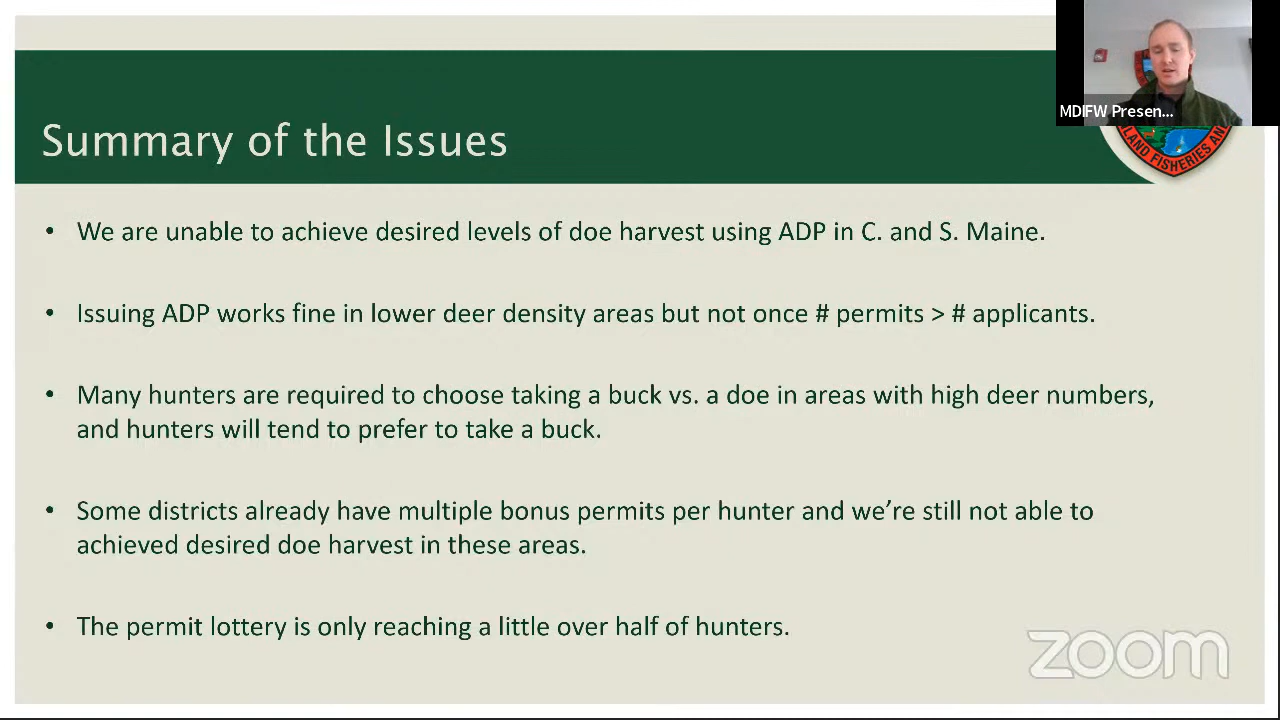 MDIFW Presen...
LAND FISHERIES AN
Summary of the Issues
• We are unable to achieve desired levels of doe harvest using ADP in C. and S. Maine.
• Issuing ADP works fine in lower deer density areas but not once # permits > # applicants.
• Many hunters are required to choose taking a buck vs. a doe in areas with high deer numbers,
and hunters will tend to prefer to take a buck.
• Some districts already have multiple bonus permits per hunter and we’re still not able to
achieved desired doe harvest in these areas.
• The permit lottery is only reaching a little over half of hunters.
zoom